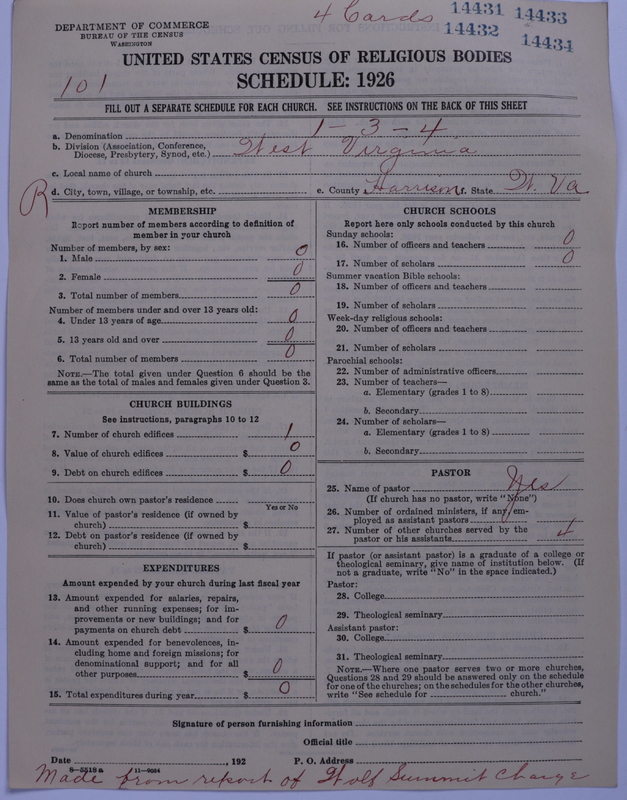 4 Cards
14431 14433
14432 14434
DEPARTMENT OF COMMERCE
BUREAU OF THE CENSUS
WASHINGTON
UNITED STATES CENSUS OF RELIGIOUS BODIES
101
SCHEDULE: 1926
FILL OUT A SEPARATE SCHEDULE FOR EACH CHURCH. SEE INSTRUCTIONS ON THE BACK OF THIS SHEET
a. Denomination 1-3-4
b. Division (Association, Conference, Diocese, Presbytery, Synod, etc.) West Virginia
c. Local name of church
R d. City, town, village, or township, etc. e. County Harrison f. State W. Va
MEMBERSHIP
Report number of members according to definition of
member in your church
Number of members, by sex:
1. Male 0
2. Female 0
3. Total number of members 0
Number of members under and over 13 years old:
4. Under 13 years of age 0
5. 13 years old and over 0
6. Total number of members 0
NOTE.—The total given under Question 6 should be
same as the total of males and females given under Question 3.
CHURCH BUILDINGS
See instructions, paragraphs 10 to 12
7. Number of church edifices 1
8. Value of church edifices $ 0
9. Debt on church edifices $ 0
10. Does church own pastor's residence
Yes or No
11. Value of pastor's residence (if owned by
church) $
12. Debt on pastor's residence (if owned by
church) $
EXPENDITURES
Amount expended by your church during last fiscal year
13. Amount expended for salaries, repairs,
and other running expenses; for im-
provements or new buildings; and for
payments on church debt $ 0
14. Amount expended for benevolences, in-
cluding home and foreign missions; for
denominational support; and for all
other purposes $ 0
15. Total expenditures during year $ 0
CHURCH SCHOOLS
Report here only schools conducted by this church
Sunday schools:
16. Number of officers and teachers 0
17. Number of scholars 0
Summer vacation Bible schools:
18. Number of officers and teachers
19. Number of scholars
Week-day religious schools:
20. Number of officers and teachers
21. Number of scholars
Parochial schools:
22. Number of administrative officers
23. Number of teachers—
a. Elementary (grades 1 to 8)
b. Secondary
24. Number of scholars—
a. Elementary (grades 1 to 8)
b. Secondary
PASTOR
25. Name of pastor Yes
(If church has no pastor, write "None")
26. Number of ordained ministers, if any, em-
ployed as assistant pastors
27. Number of other churches served by the
pastor or his assistants 4
If pastor (or assistant pastor) is a graduate of a college or
theological seminary, give name of institution below. (If
not a graduate, write "No" in the space indicated.)
Pastor:
28. College
29. Theological seminary
Assistant pastor:
30. College
31. Theological seminary
NOTE.—Where one pastor serves two or more churches,
Questions 28 and 29 should be answered only on the schedule
for one of the churches; on the schedules for the other churches,
write "See schedule for church."
Signature of person furnishing information
Official title
Date , 192 P. O. Address
8—5518a 11—9034
Made from report of Wolf Summit Charge